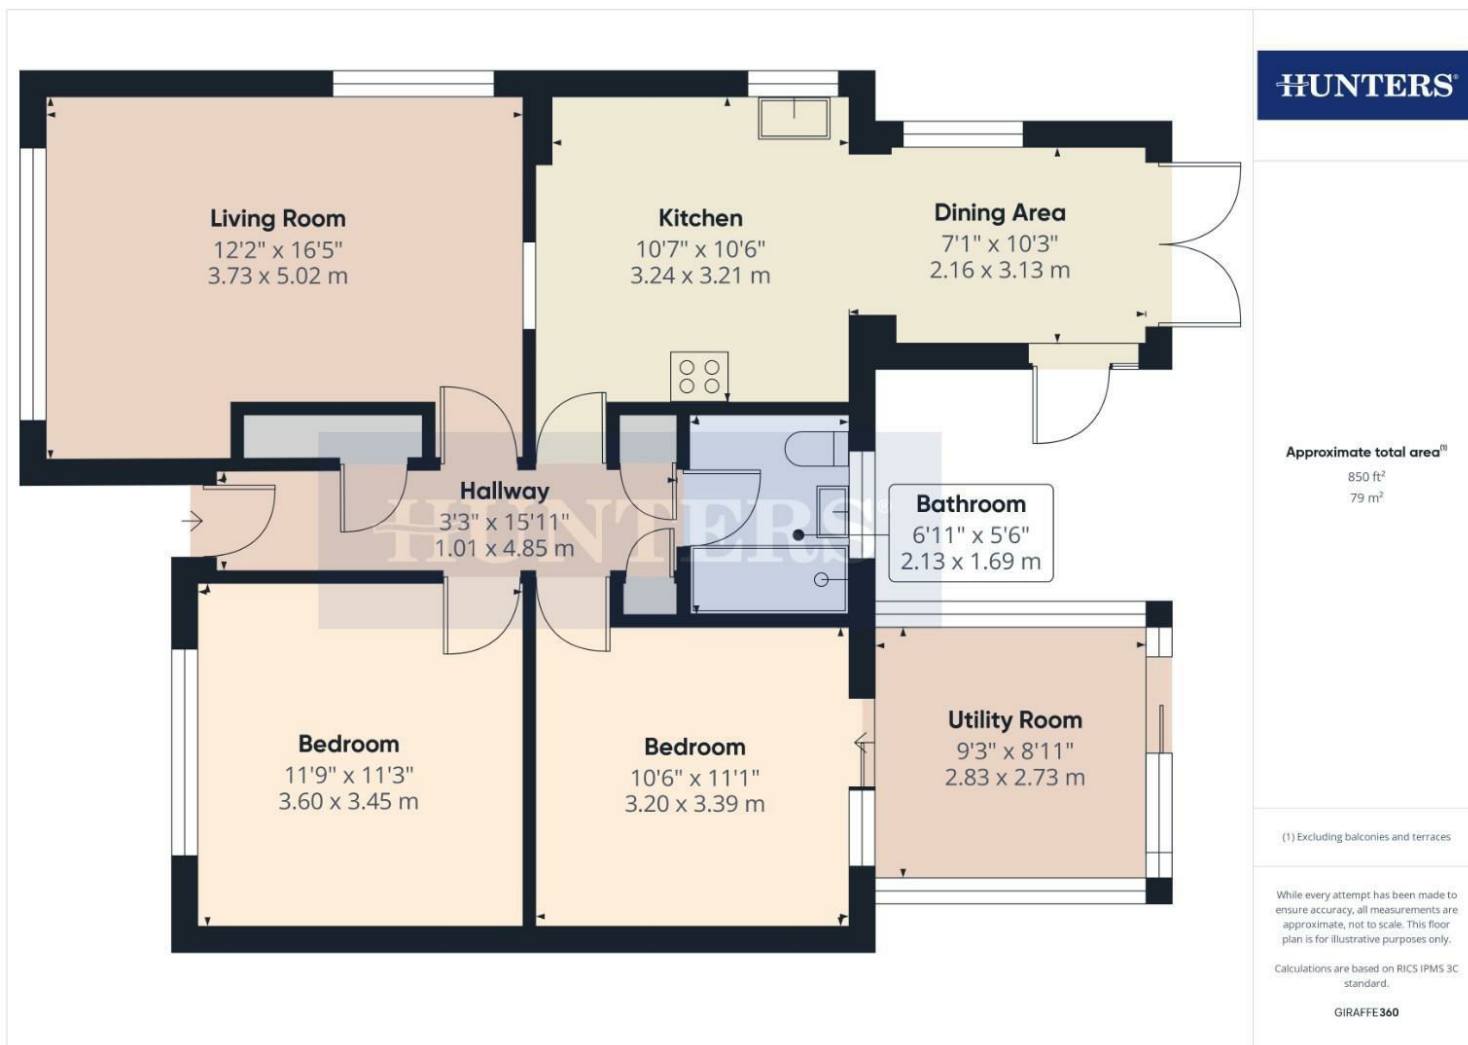 HUNTERS®
Living Room
12'2" x 16'5"
3.73 x 5.02 m
Kitchen
10'7" x 10'6"
3.24 x 3.21 m
Dining Area
7'1" x 10'3"
2.16 x 3.13 m
Hallway
3'3" x 15'11"
1.01 x 4.85 m
HUNTERS®
Bathroom
6'11" x 5'6"
2.13 x 1.69 m
Bedroom
11'9" x 11'3"
3.60 x 3.45 m
Bedroom
10'6" x 11'1"
3.20 x 3.39 m
Utility Room
9'3" x 8'11"
2.83 x 2.73 m
Approximate total area⁽¹⁾
850 ft²
79 m²
(1) Excluding balconies and terraces
While every attempt has been made to
ensure accuracy, all measurements are
approximate, not to scale. This floor
plan is for illustrative purposes only.
Calculations are based on RICS IPMS 3C
standard.
GIRAFFE360